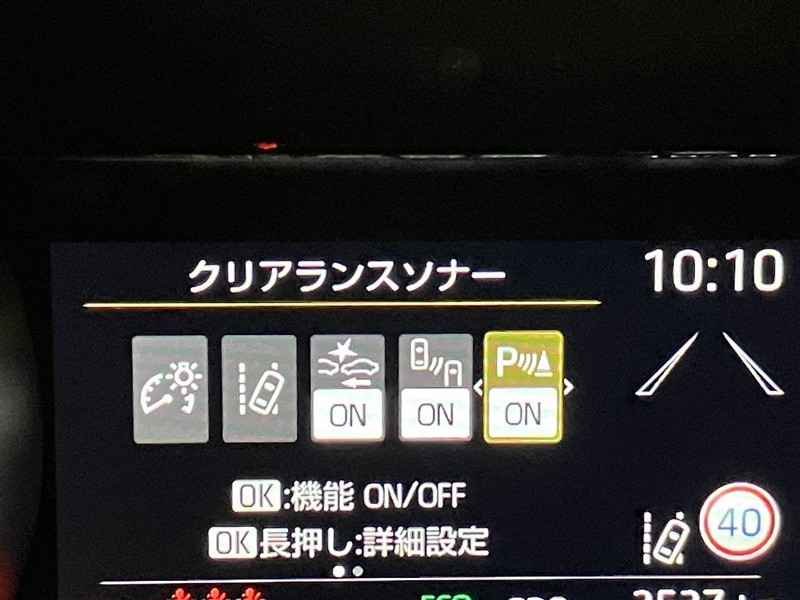 クリアランスソナー
10:10
P
ON ON ON
OK:機能 ON/OFF
OK長押し:詳細設定
40